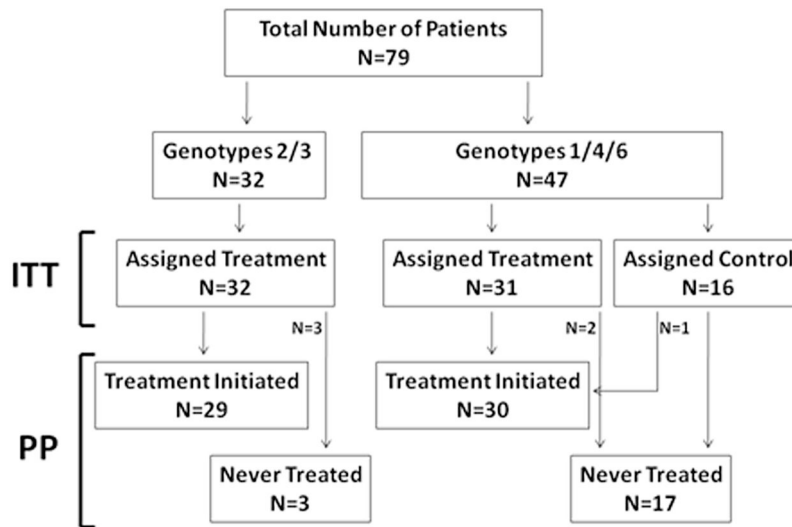 Total Number of Patients
N=79
Genotypes 2/3
N=32
Genotypes 1/4/6
N=47
ITT
Assigned Treatment
N=32
Assigned Treatment
N=31
Assigned Control
N=16
N=3
N=2
N=1
PP
Treatment Initiated
N=29
Treatment Initiated
N=30
Never Treated
N=3
Never Treated
N=17